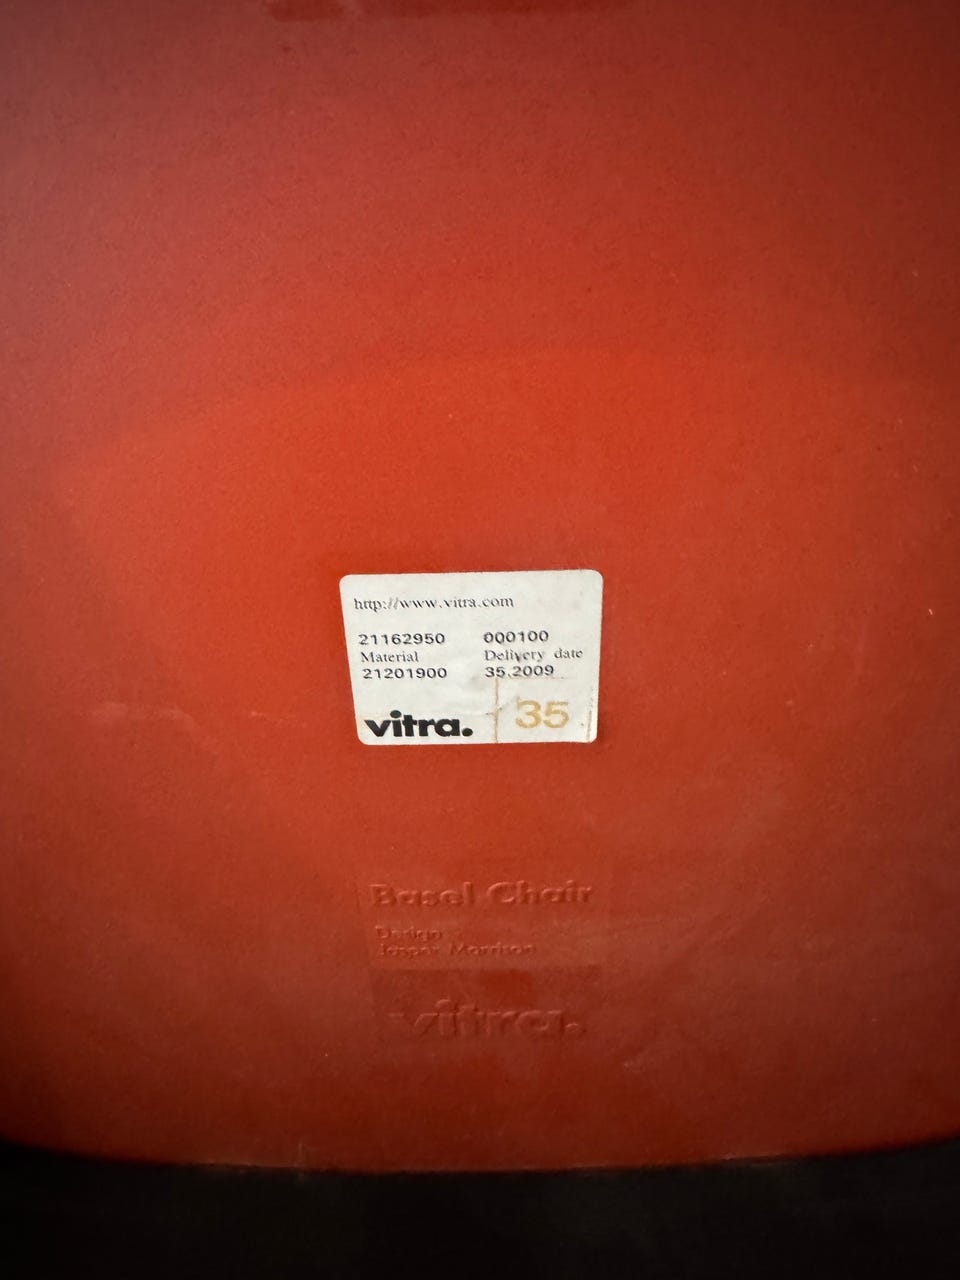 http://www.vitra.com
21162950 000100
Material Delivery date
21201900 35.2009
vitra. 35
Basel Chair
Design
Jasper Morrison
vitra.